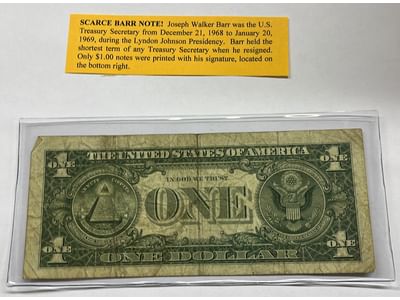 SCARCE BARR NOTE! Joseph Walker Barr was the U.S.
Treasury Secretary from December 21, 1968 to January 20,
1969, during the Lyndon Johnson Presidency. Barr held the
shortest term of any Treasury Secretary when he resigned.
Only $1.00 notes were printed with his signature, located on
the bottom right.
1 THE UNITED STATES OF AMERICA 1
ONE ONE
IN GOD WE TRUST
ONE
1 1
ONE ONE DOLLAR ONE